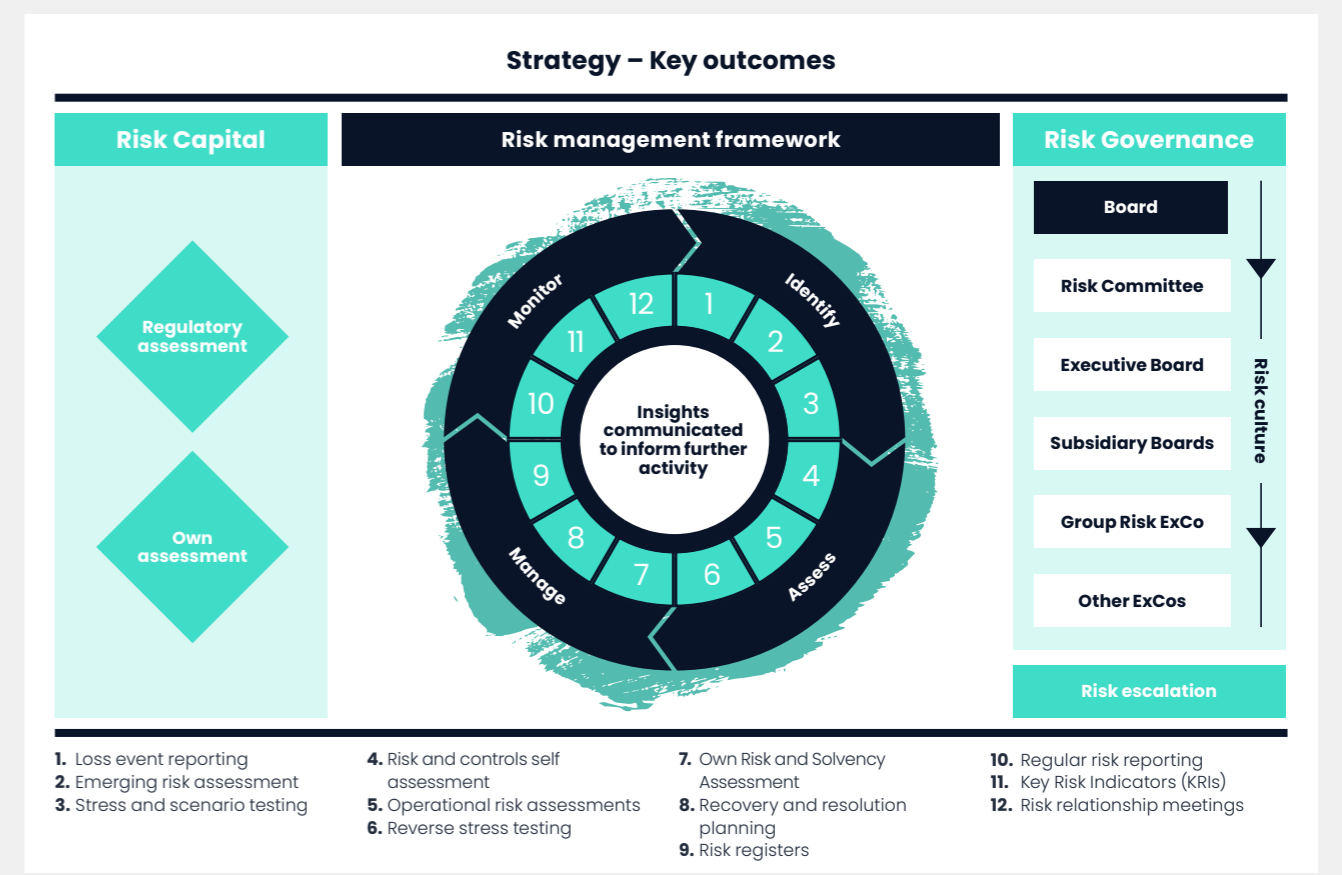 Strategy – Key outcomes
Risk Capital
Regulatory
assessment
Own
assessment
Risk management framework
Identify
Assess
Manage
Monitor
1
2
3
4
5
6
7
8
9
10
11
12
Insights
communicated
to inform further
activity
Risk Governance
Board
Risk Committee
Executive Board
Subsidiary Boards
Group Risk ExCo
Other ExCos
Risk culture
Risk escalation
1. Loss event reporting
2. Emerging risk assessment
3. Stress and scenario testing
4. Risk and controls self
assessment
5. Operational risk assessments
6. Reverse stress testing
7. Own Risk and Solvency
Assessment
8. Recovery and resolution
planning
9. Risk registers
10. Regular risk reporting
11. Key Risk Indicators (KRIs)
12. Risk relationship meetings